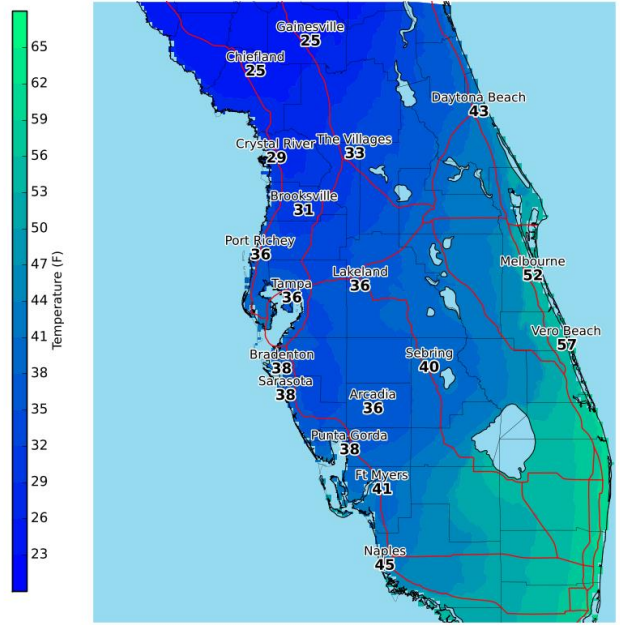 65
62
59
56
53
50
47
44
41
38
35
32
29
26
23
Temperature (F)
Gainesville
25
Chiefland
25
Daytona Beach
43
Crystal River
29
The Villages
33
Brooksville
31
Port Richey
36
Melbourne
52
Tampa
36
Lakeland
36
Vero Beach
57
Bradenton
38
Sebring
40
Sarasota
38
Arcadia
36
Punta Gorda
38
Ft Myers
41
Naples
45